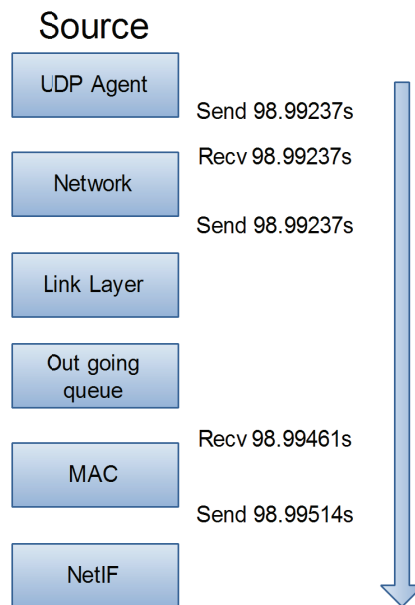 Source
UDP Agent
Send 98.99237s
Recv 98.99237s
Network
Send 98.99237s
Link Layer
Out going
queue
Recv 98.99461s
MAC
Send 98.99514s
NetIF